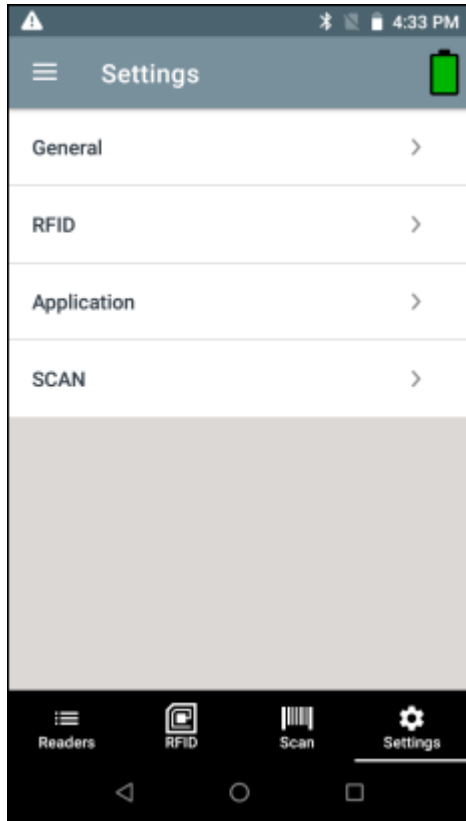 4:33 PM
Settings
General
RFID
Application
SCAN
Readers RFID Scan Settings